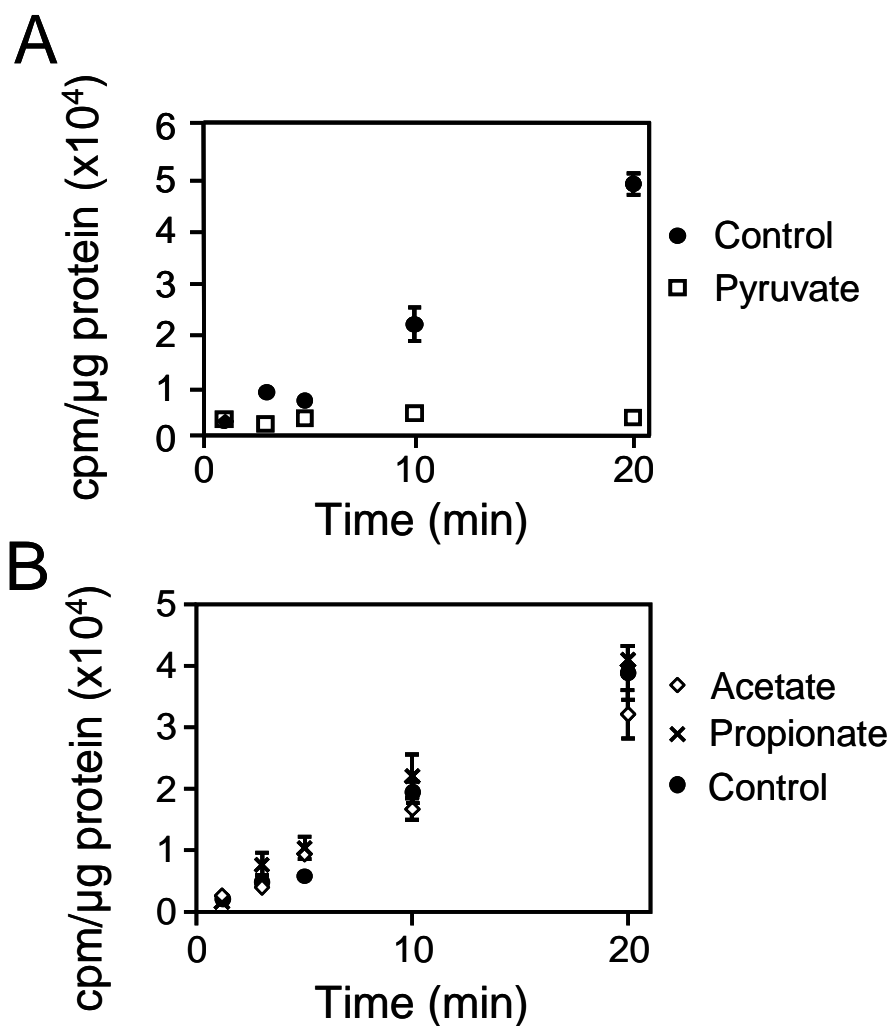 A
cpm/µg protein (x10⁴)
6
5
4
3
2
1
0
0 10 20
Time (min)
Control
Pyruvate
B
cpm/µg protein (x10⁴)
5
4
3
2
1
0
0 10 20
Time (min)
Acetate
Propionate
Control